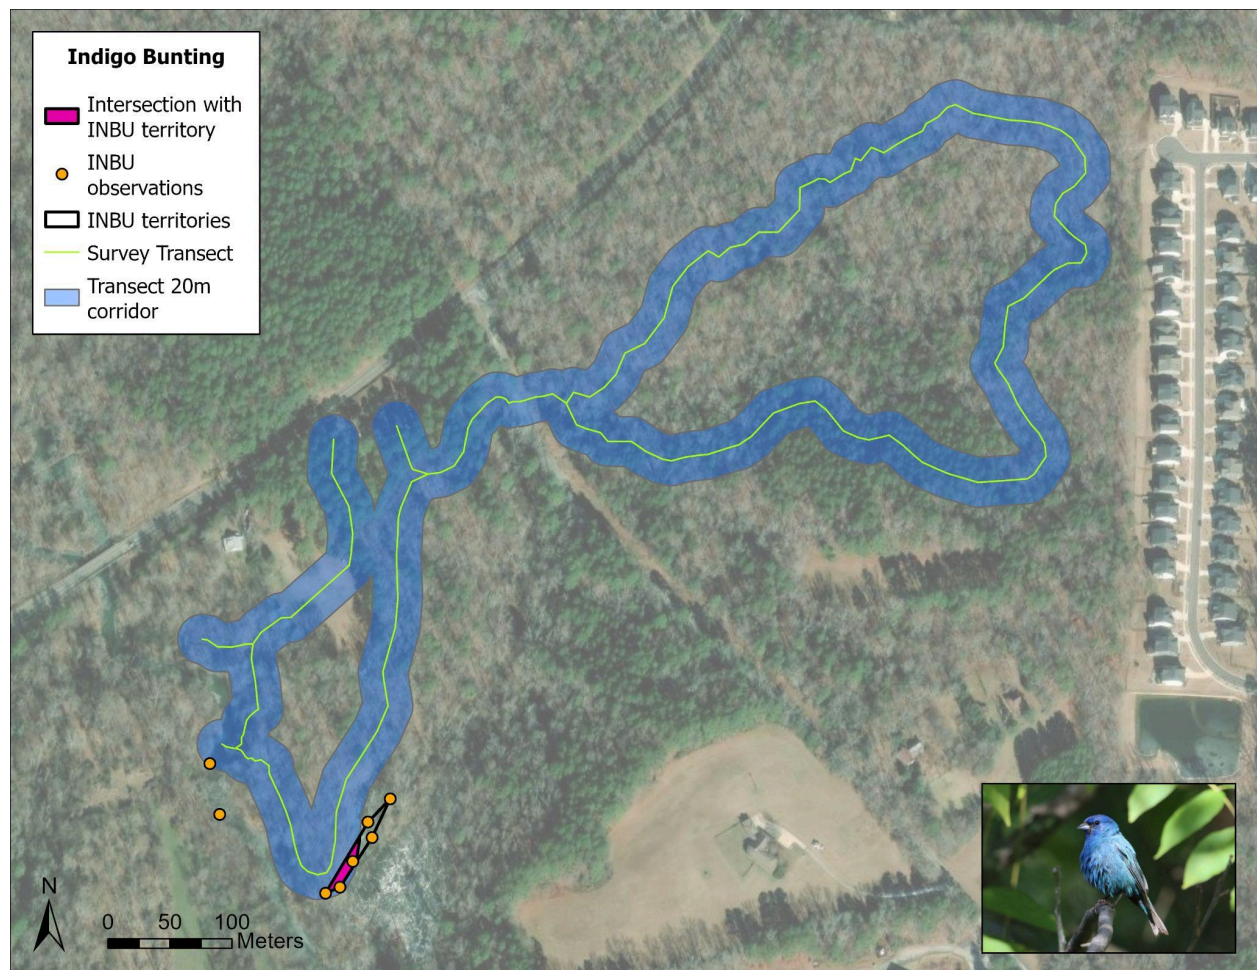 Indigo Bunting
Intersection with
INBU territory
INBU
observations
INBU territories
Survey Transect
Transect 20m
corridor
N
0 50 100
Meters